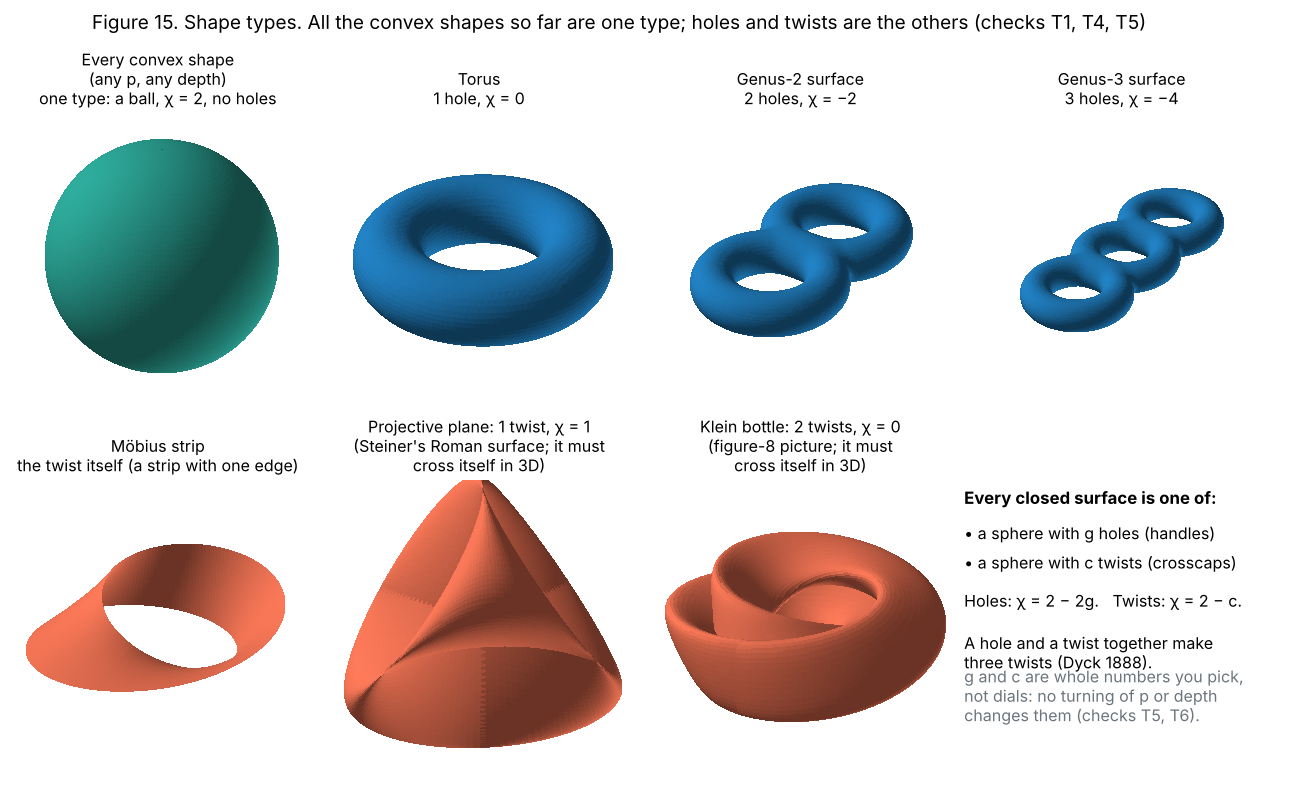 Figure 15. Shape types. All the convex shapes so far are one type; holes and twists are the others (checks T1, T4, T5)
Every convex shape
(any p, any depth)
one type: a ball, χ = 2, no holes
Torus
1 hole, χ = 0
Genus-2 surface
2 holes, χ = −2
Genus-3 surface
3 holes, χ = −4
Möbius strip
the twist itself (a strip with one edge)
Projective plane: 1 twist, χ = 1
(Steiner's Roman surface; it must
cross itself in 3D)
Klein bottle: 2 twists, χ = 0
(figure-8 picture; it must
cross itself in 3D)
Every closed surface is one of:
• a sphere with g holes (handles)
• a sphere with c twists (crosscaps)
Holes: χ = 2 − 2g.   Twists: χ = 2 − c.
A hole and a twist together make
three twists (Dyck 1888).
g and c are whole numbers you pick,
not dials: no turning of p or depth
changes them (checks T5, T6).